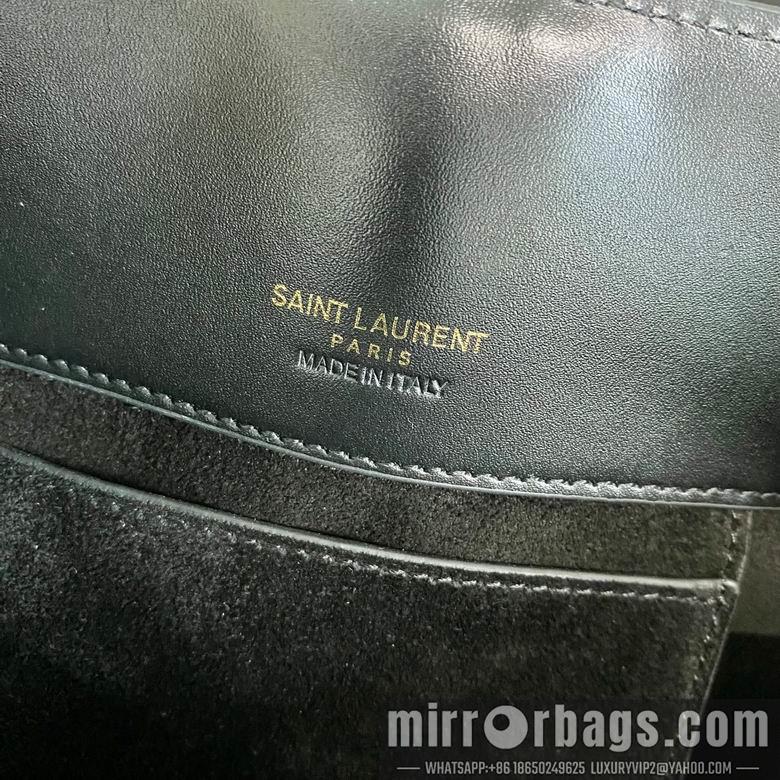 SAINT LAURENT
PARIS
MADE IN ITALY
mirrorbags.com
WHATSAPP:+86 18650249625 LUXURYVIP2@YAHOO.COM